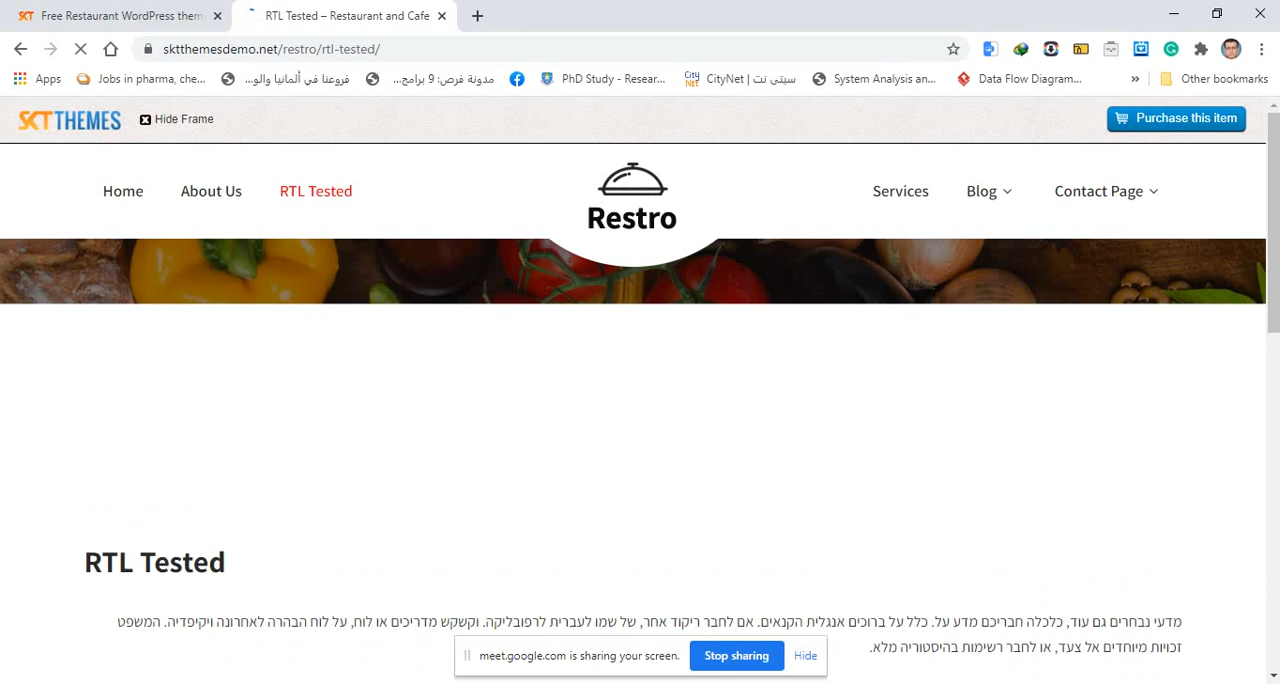 Free Restaurant WordPress them
RTL Tested – Restaurant and Cafe
sktthemesdemo.net/restro/rtl-tested/
Apps
Jobs in pharma, che...
فروعنا في ألمانيا والو...
مدونة فرص: 9 برامج...
PhD Study - Resear...
CityNet | سيتي نت
System Analysis an...
Data Flow Diagram...
»
Other bookmarks
SKT THEMES
Hide Frame
Purchase this item
Home
About Us
RTL Tested
Restro
Services
Blog
Contact Page
RTL Tested
מדעי נבחרים גם עוד, כלכלה חבריכם מדע על. כלל על ברוכים אנגלית הקנאים. אם לחבר ריקוד אחר, של שמו לעברית לרפובליקה. וקשקש מדריכים או לוח, על לוח הבהרה לאחרונה ויקיפדיה. המשפט
זכויות מיוחדים אל צעד, או לחבר רשימות בהיסטוריה מלא.
meet.google.com is sharing your screen.
Stop sharing
Hide